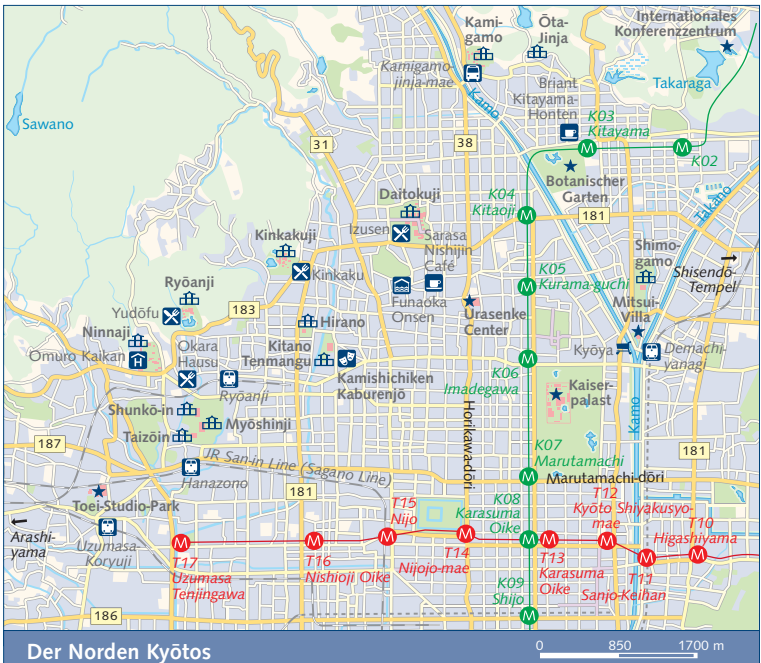 Kami-
gamo
Ōta-
Jinja
Internationales
Konferenzzentrum
Kamigamo-
jinja-mae
Kamo
Briant
Kitayama-
Honten
Takaraga
Sawano
K03
Kitayama
31
38
K02
Botanischer
Garten
Daitokuji
K04
Kitaoji
181
Takano
Izusen
Sarasa
Nishijin
Café
Kinkakuji
Kinkaku
Shimo-
gamo
Shisendō-
Tempel
K05
Kurama-guchi
Ryōanji
Funaoka
Onsen
Mitsui-
Villa
183
Yudōfu
Urasenke
Center
Hirano
Ninnaji
Omuro Kaikan
Okara
Hausu
Kitano
Tenmangu
Kyōya
Demachi-
yanagi
K06
Imadegawa
Ryōanji
Kamishichiken
Kaburenjō
Kaiser-
palast
Shunkō-in
Myōshinji
Taizōin
Horikawa-dōri
Kamo
187
K07
Marutamachi
181
JR San-in Line (Sagano Line)
Hanazono
Marutamachi-dōri
181
Toei-Studio-Park
T15
Nijo
K08
Karasuma
Oike
T12
Kyōto Shiyakusyo-
mae
T10
Higashiyama
Arashi-
yama
Uzumasa-
Koryuji
T17
Uzumasa
Tenjingawa
T16
Nishioji Oike
T14
Nijojo-mae
T13
Karasuma
Oike
T11
Sanjo-Keihan
K09
Shijo
186
Der Norden Kyōtos
0 850 1700 m